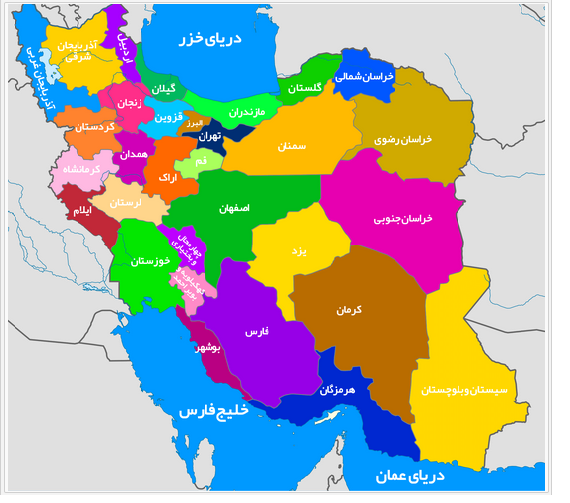 دریای خزر
اردبیل
آذربایجان
شرقی
آذربایجان غربی
گیلان
زنجان
قزوین
البرز
مازندران
گلستان
خراسان شمالی
خراسان رضوی
تهران
سمنان
کردستان
همدان
قم
اراک
کرمانشاه
لرستان
ایلام
اصفهان
خراسان جنوبی
چهارمحال
و بختیاری
خوزستان
یزد
کهگیلویه و
بویر احمد
کرمان
فارس
بوشهر
هرمزگان
سیستان و بلوچستان
خلیج فارس
دریای عمان